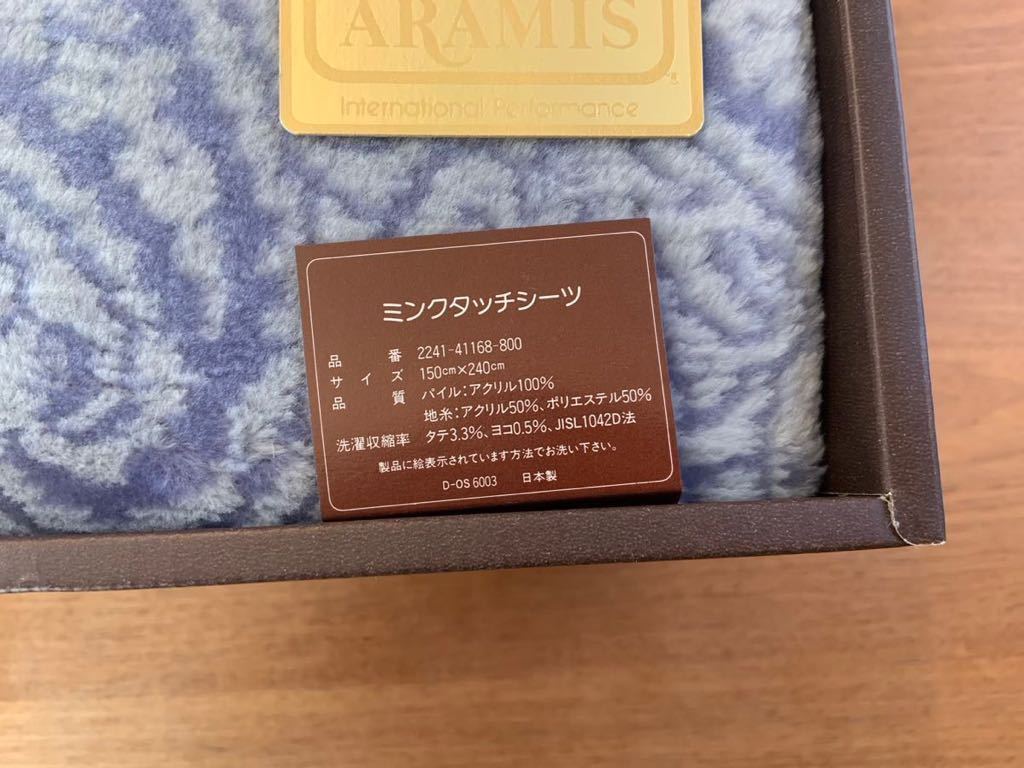 ARAMIS
International Performance
ミンクタッチシーツ
品番 2241-41168-800
サイズ 150cm×240cm
品質 パイル:アクリル100%
地糸:アクリル50%、ポリエステル50%
洗濯収縮率 タテ3.3%、ヨコ0.5%、JISL1042D法
製品に絵表示されています方法でお洗い下さい。
D-OS 6003 日本製